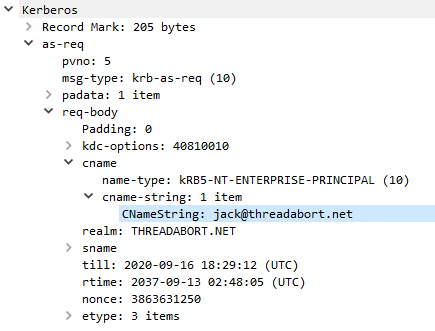 Kerberos
Record Mark: 205 bytes
as-req
pvno: 5
msg-type: krb-as-req (10)
padata: 1 item
req-body
Padding: 0
kdc-options: 40810010
cname
name-type: kRB5-NT-ENTERPRISE-PRINCIPAL (10)
cname-string: 1 item
CNameString: jack@threadabort.net
realm: THREADABORT.NET
sname
till: 2020-09-16 18:29:12 (UTC)
rtime: 2037-09-13 02:48:05 (UTC)
nonce: 3863631250
etype: 3 items